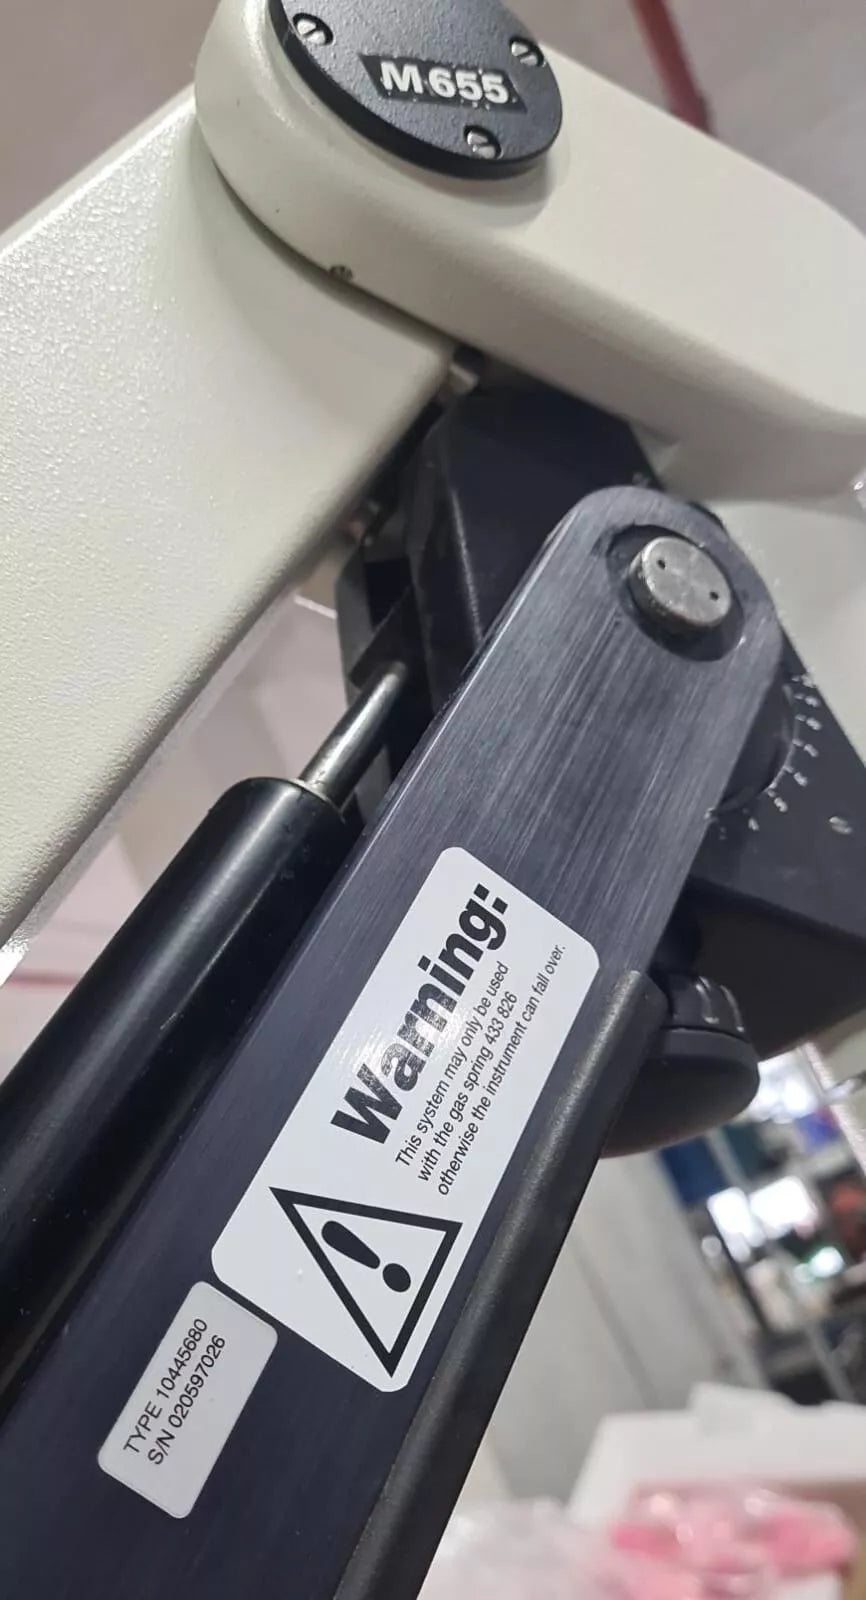 M 655
Warning:
This system may only be used
with the gas spring 433 826
otherwise the instrument can fall over.
TYPE 10445680
S/N 020597026